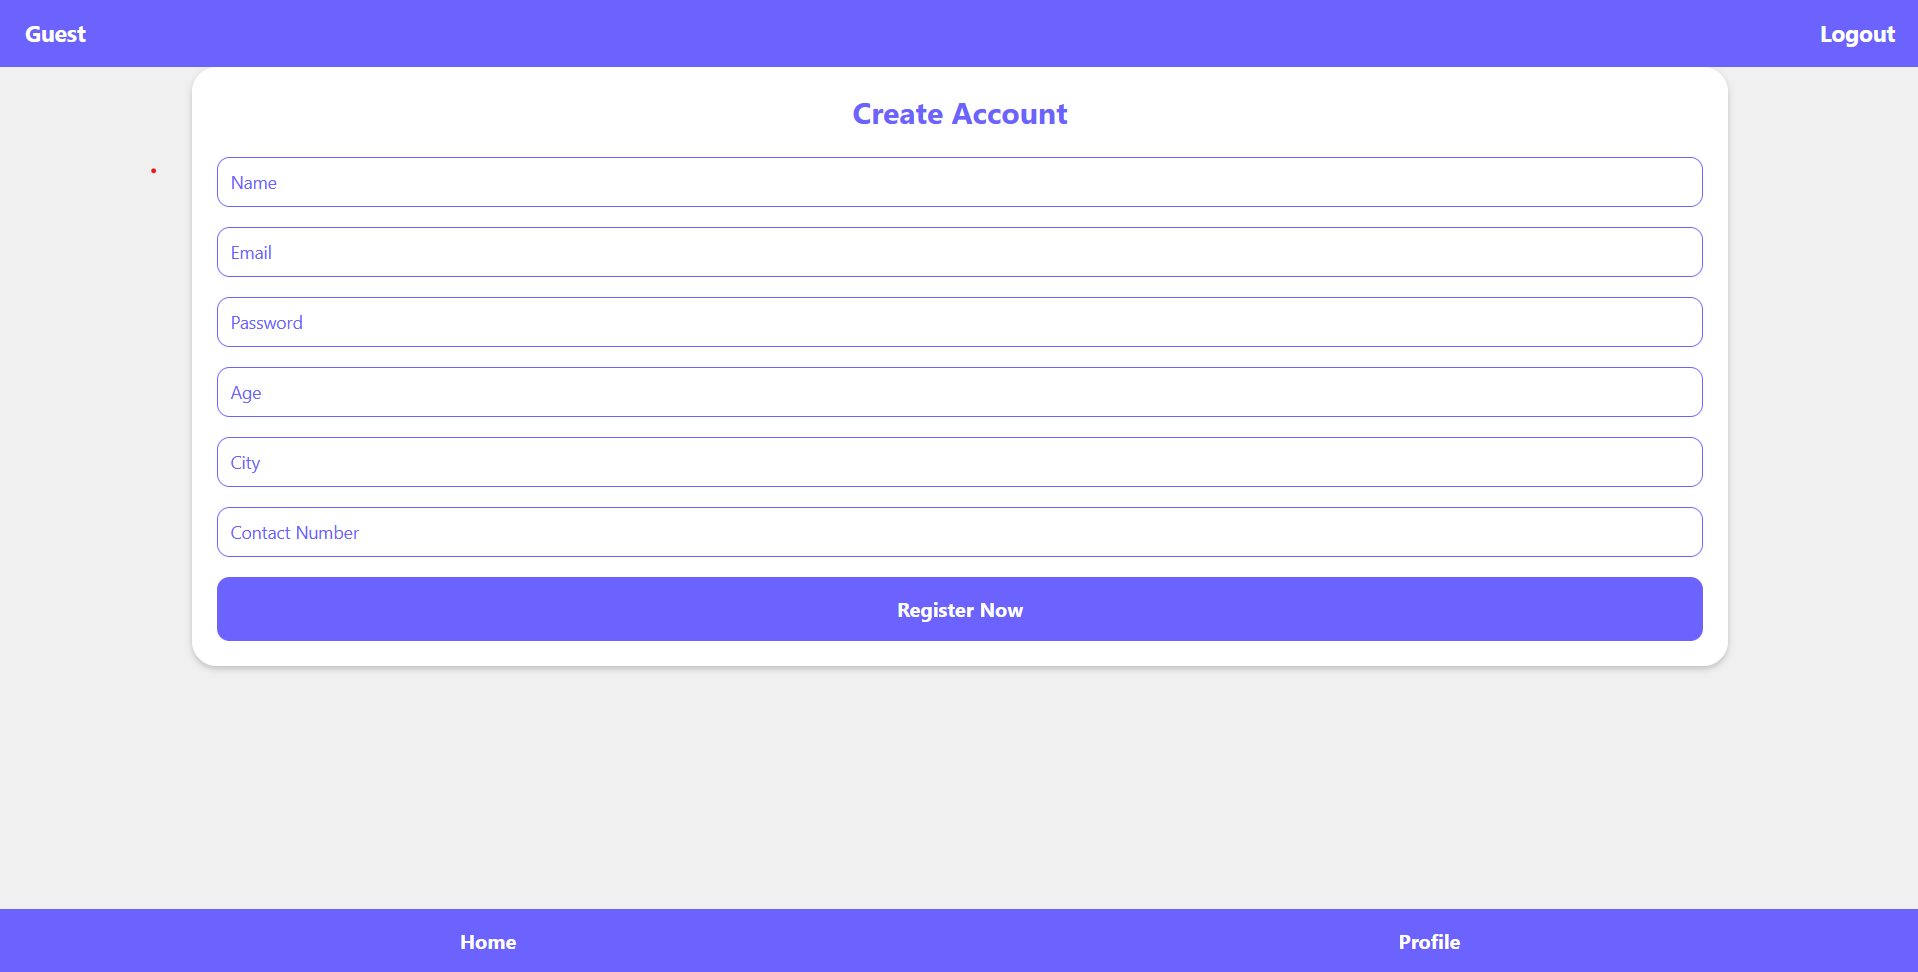 Guest
Logout
Create Account
Name
Email
Password
Age
City
Contact Number
Register Now
Home
Profile